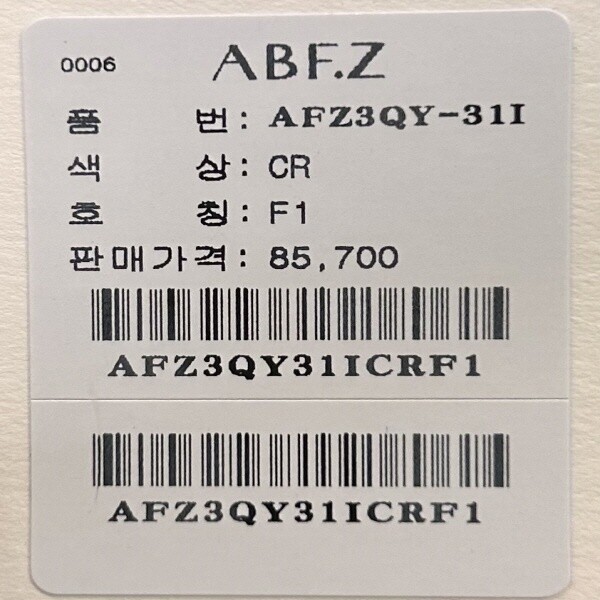 0006 ABF.Z
품 번: AFZ3QY-31I
색 상: CR
호 칭: F1
판매가격: 85,700
AFZ3QY31ICRF1
AFZ3QY31ICRF1